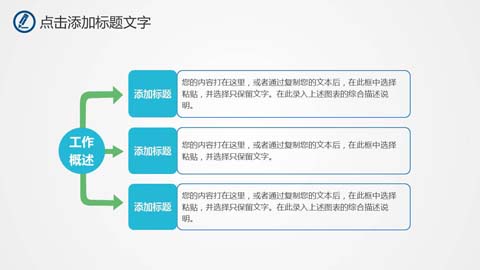 点击添加标题文字
添加标题
您的内容打在这里，或者通过复制您的文本后，在此框中选择
粘贴，并选择只保留文字。在此录入上述图表的综合描述说
明。
工作
概述
添加标题
您的内容打在这里，或者通过复制您的文本后，在此框中选择
粘贴，并选择只保留文字。
添加标题
您的内容打在这里，或者通过复制您的文本后，在此框中选择
粘贴，并选择只保留文字。在此录入上述图表的综合描述说
明。